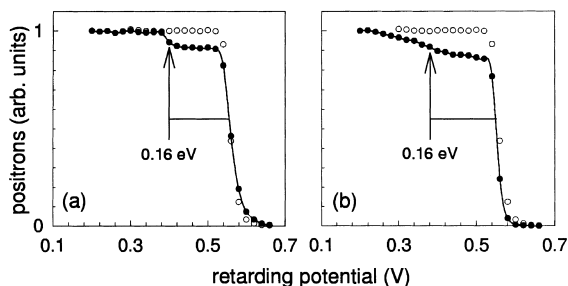 positrons (arb. units)
1
0
(a)
0.16 eV
0.1
0.3
0.5
0.7
(b)
0.16 eV
0.1
0.3
0.5
0.7
retarding potential (V)